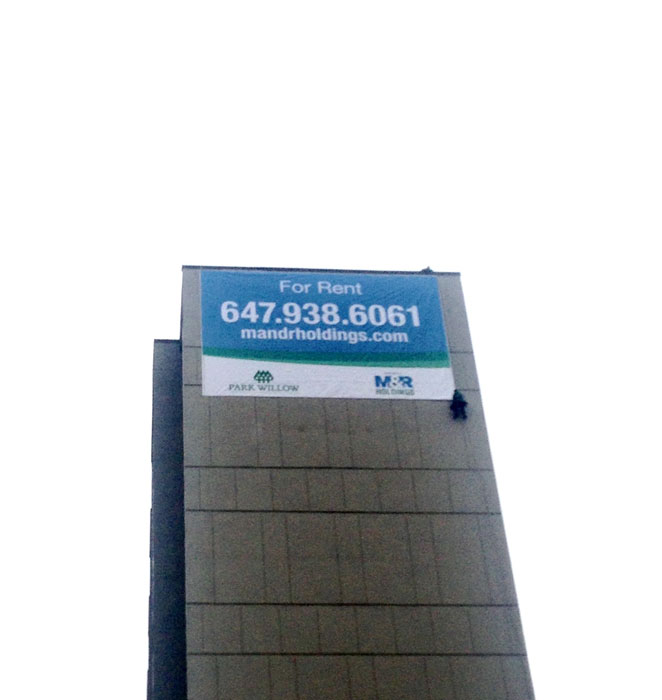 For Rent
647.938.6061
mandrholdings.com
PARK WILLOW
M&R
HOLDINGS